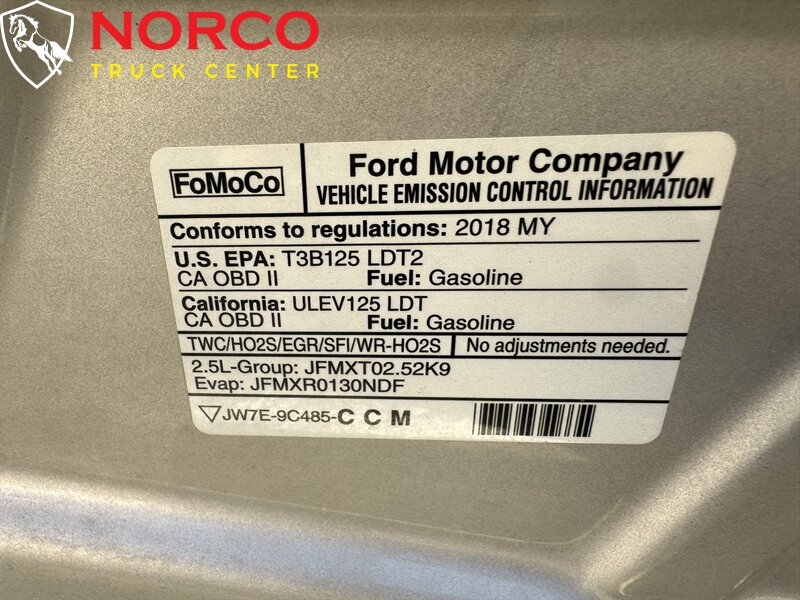 NORCO
TRUCK CENTER
FoMoCo
Ford Motor Company
VEHICLE EMISSION CONTROL INFORMATION
Conforms to regulations: 2018 MY
U.S. EPA: T3B125 LDT2
CA OBD II Fuel: Gasoline
California: ULEV125 LDT
CA OBD II Fuel: Gasoline
TWC/HO2S/EGR/SFI/WR-HO2S No adjustments needed.
2.5L-Group: JFMXT02.52K9
Evap: JFMXR0130NDF
JW7E-9C485-C C M